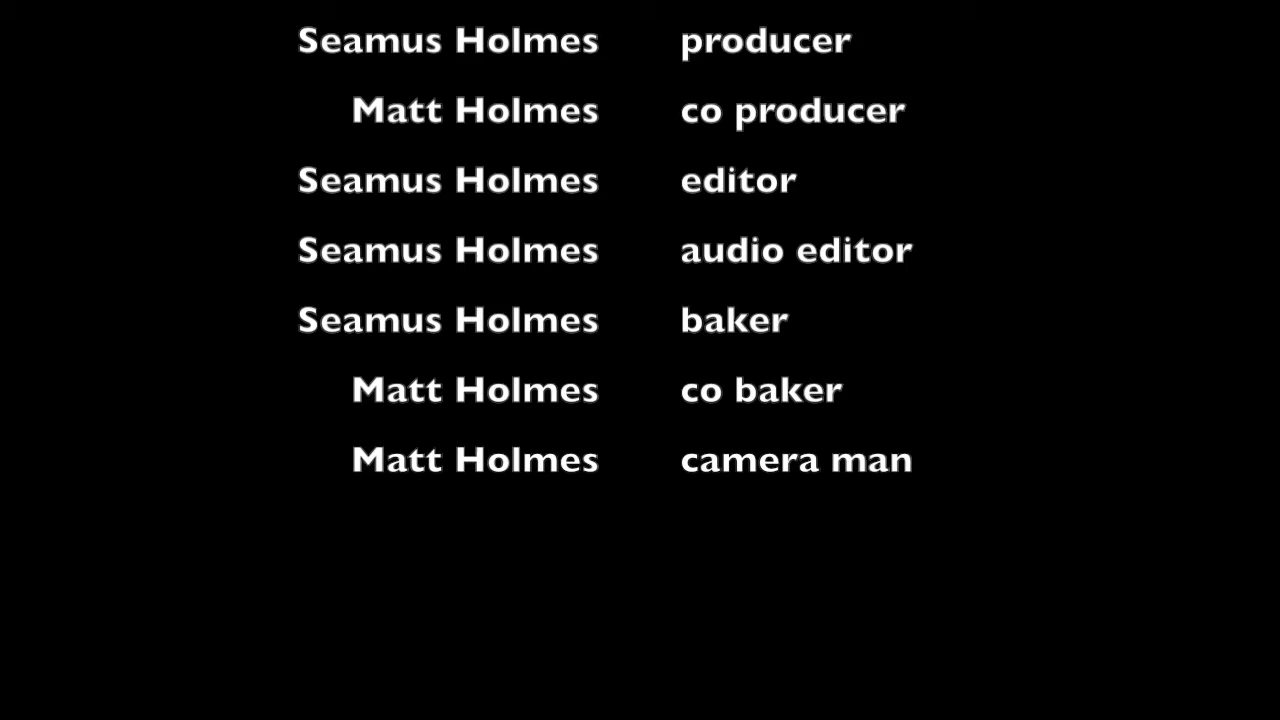 Seamus Holmes producer
Matt Holmes co producer
Seamus Holmes editor
Seamus Holmes audio editor
Seamus Holmes baker
Matt Holmes co baker
Matt Holmes camera man